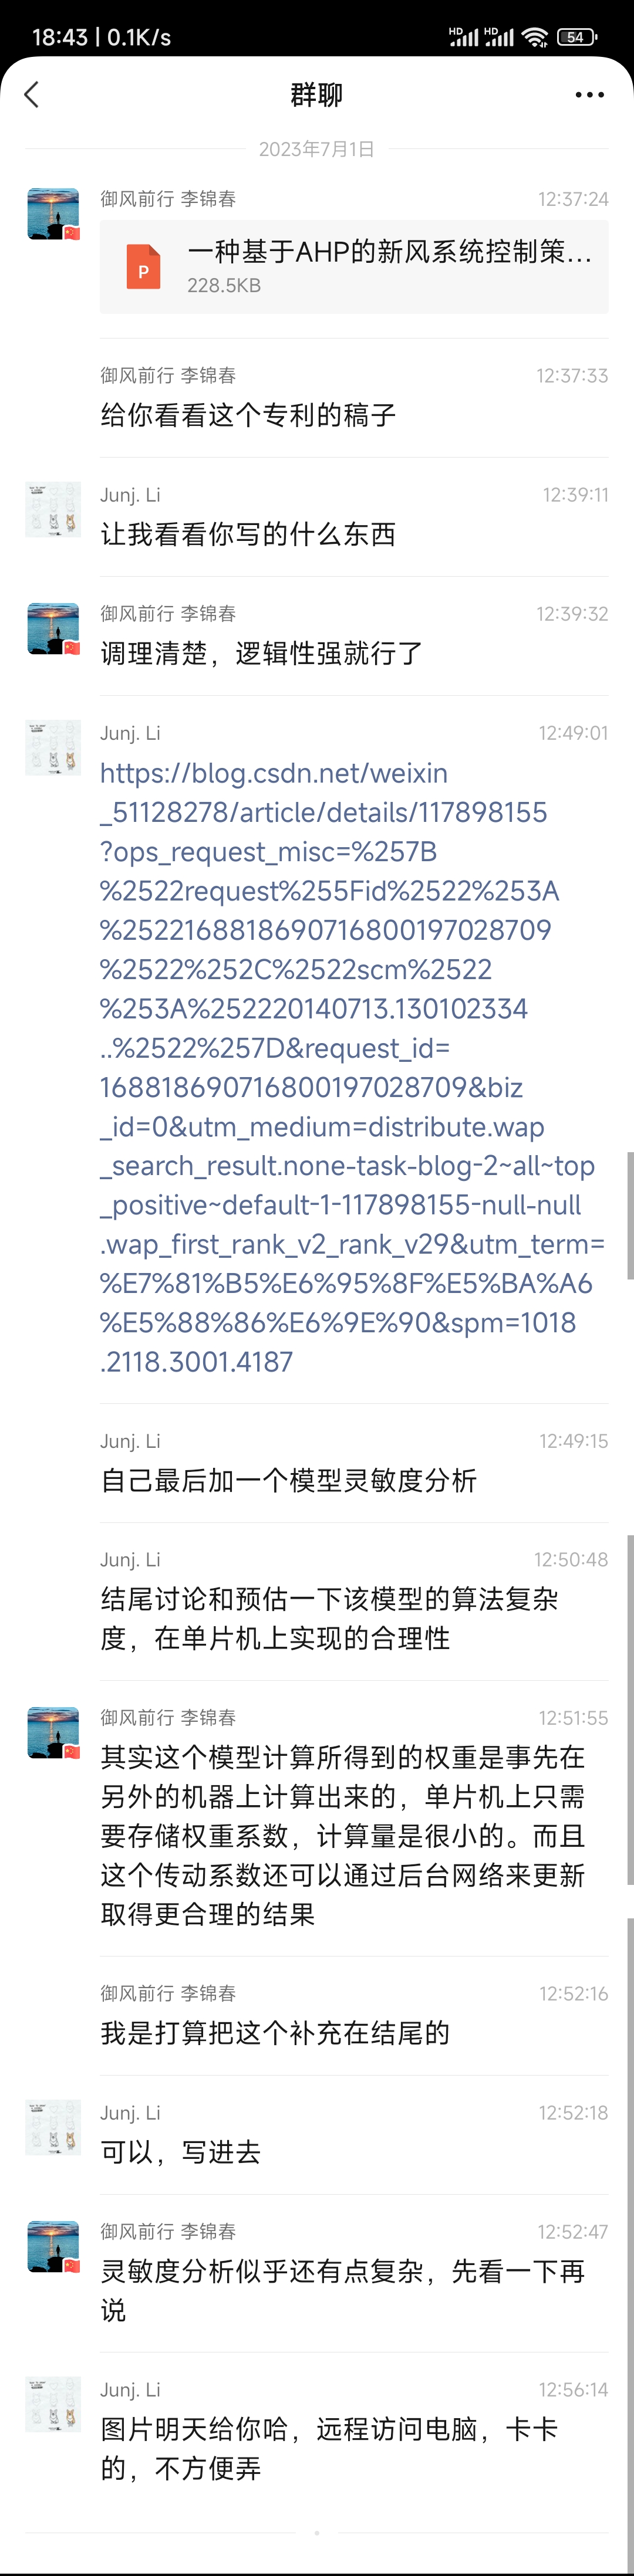 18:43 | 0.1K/s
HD HD 54
群聊
2023年7月1日
御风前行 李锦春 12:37:24
一种基于AHP的新风系统控制策...
P
228.5KB
御风前行 李锦春 12:37:33
给你看看这个专利的稿子
Junj. Li 12:39:11
让我看看你写的什么东西
御风前行 李锦春 12:39:32
调理清楚，逻辑性强就行了
Junj. Li 12:49:01
https://blog.csdn.net/weixin
_51128278/article/details/117898155
?ops_request_misc=%257B
%2522request%255Fid%2522%253A
%2522168818690716800197028709
%2522%252C%2522scm%2522
%253A%252220140713.130102334
..%2522%257D&request_id=
168818690716800197028709&biz
_id=0&utm_medium=distribute.wap
_search_result.none-task-blog-2~all~top
_positive~default-1-117898155-null-null
.wap_first_rank_v2_rank_v29&utm_term=
%E7%81%B5%E6%95%8F%E5%BA%A6
%E5%88%86%E6%9E%90&spm=1018
.2118.3001.4187
Junj. Li 12:49:15
自己最后加一个模型灵敏度分析
Junj. Li 12:50:48
结尾讨论和预估一下该模型的算法复杂
度，在单片机上实现的合理性
御风前行 李锦春 12:51:55
其实这个模型计算所得到的权重是事先在
另外的机器上计算出来的，单片机上只需
要存储权重系数，计算量是很小的。而且
这个传动系数还可以通过后台网络来更新
取得更合理的结果
御风前行 李锦春 12:52:16
我是打算把这个补充在结尾的
Junj. Li 12:52:18
可以，写进去
御风前行 李锦春 12:52:47
灵敏度分析似乎还有点复杂，先看一下再
说
Junj. Li 12:56:14
图片明天给你哈，远程访问电脑，卡卡
的，不方便弄